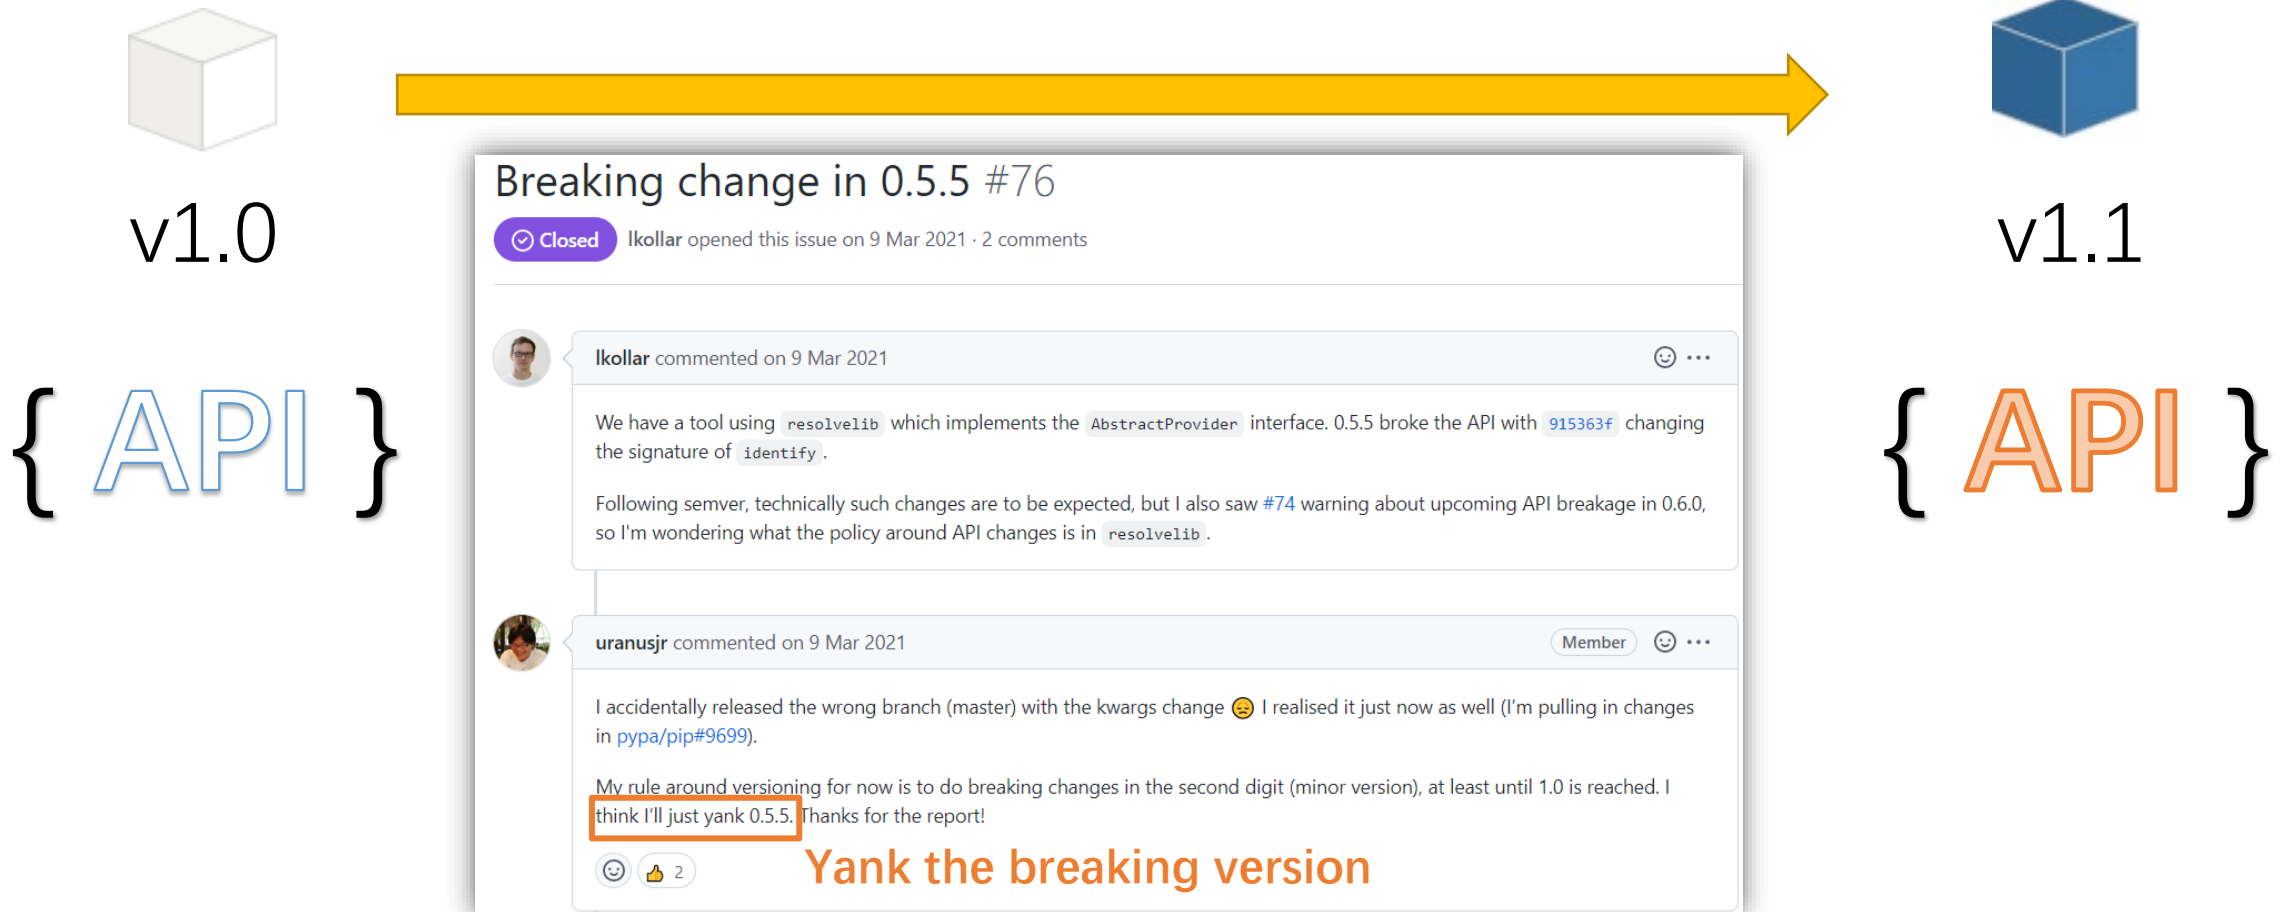 v1.0
v1.1
{ API }
{ API }
Breaking change in 0.5.5 #76
Closed lkollar opened this issue on 9 Mar 2021 · 2 comments
lkollar commented on 9 Mar 2021
We have a tool using resolvelib which implements the AbstractProvider interface. 0.5.5 broke the API with 915363f changing
the signature of identify.
Following semver, technically such changes are to be expected, but I also saw #74 warning about upcoming API breakage in 0.6.0,
so I'm wondering what the policy around API changes is in resolvelib.
uranusjr commented on 9 Mar 2021 Member
I accidentally released the wrong branch (master) with the kwargs change 😞 I realised it just now as well (I'm pulling in changes
in pypa/pip#9699).
My rule around versioning for now is to do breaking changes in the second digit (minor version), at least until 1.0 is reached. I
think I'll just yank 0.5.5. Thanks for the report!
👍 2
Yank the breaking version